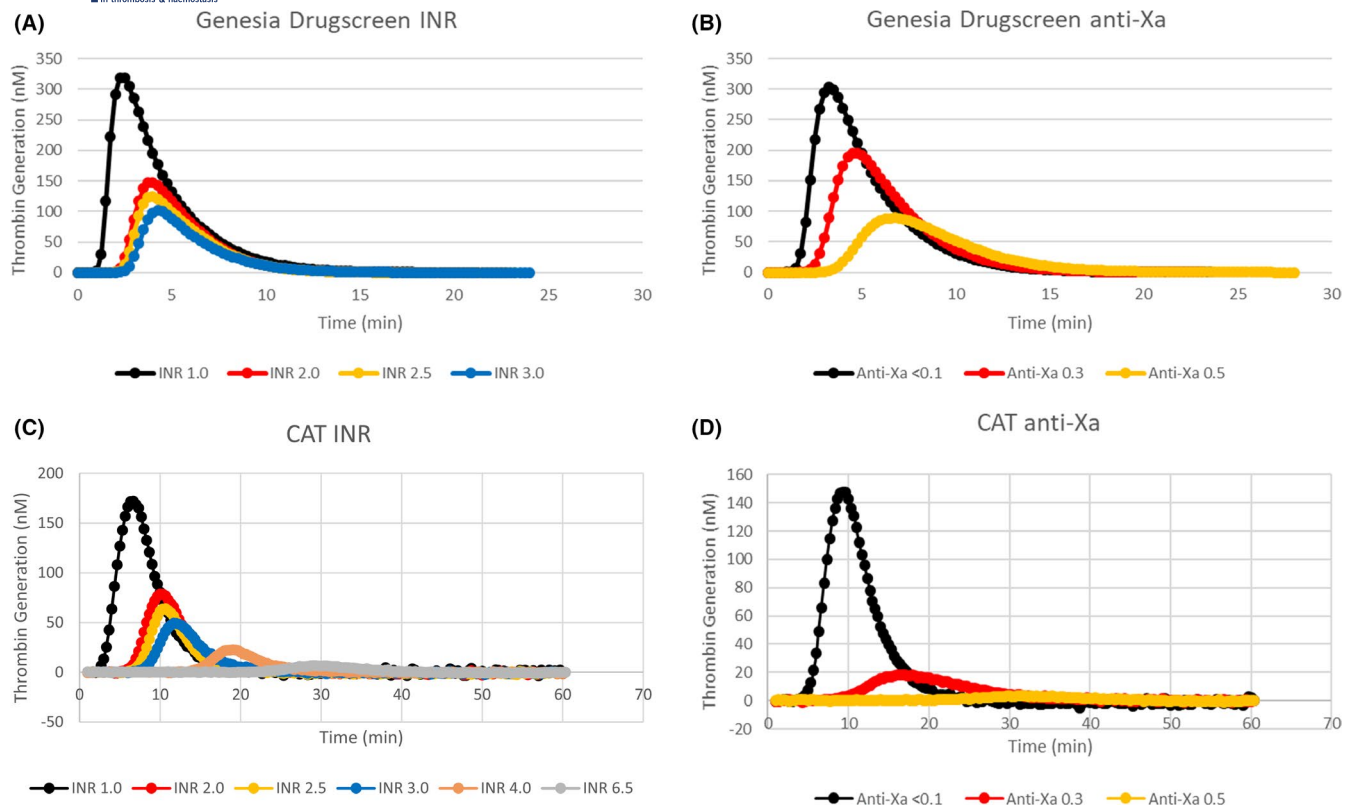 in thrombosis & haemostasis
(A) Genesia Drugscreen INR
Thrombin Generation (nM)
350
300
250
200
150
100
50
0
0 5 10 15 20 25 30
Time (min)
INR 1.0 INR 2.0 INR 2.5 INR 3.0
(B) Genesia Drugscreen anti-Xa
Thrombin Generation (nM)
350
300
250
200
150
100
50
0
0 5 10 15 20 25 30
Time (min)
Anti-Xa <0.1 Anti-Xa 0.3 Anti-Xa 0.5
(C) CAT INR
Thrombin Generation (nM)
200
150
100
50
0
-50
0 10 20 30 40 50 60 70
Time (min)
INR 1.0 INR 2.0 INR 2.5 INR 3.0 INR 4.0 INR 6.5
(D) CAT anti-Xa
Thrombin Generation (nM)
160
140
120
100
80
60
40
20
0
-20
0 10 20 30 40 50 60 70
Time (min)
Anti-Xa <0.1 Anti-Xa 0.3 Anti-Xa 0.5